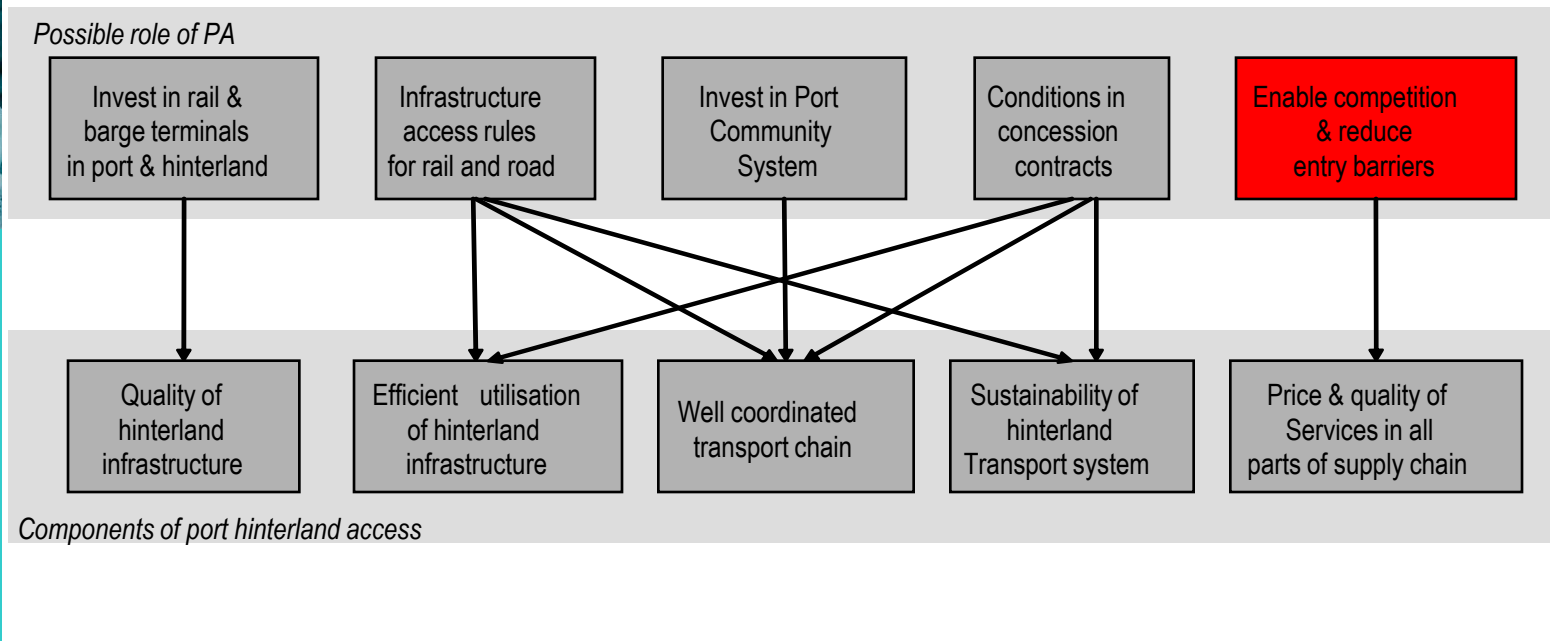 Possible role of PA
Invest in rail &
barge terminals
in port & hinterland
Infrastructure
access rules
for rail and road
Invest in Port
Community
System
Conditions in
concession
contracts
Enable competition
& reduce
entry barriers
Quality of
hinterland
infrastructure
Efficient utilisation
of hinterland
infrastructure
Well coordinated
transport chain
Sustainability of
hinterland
Transport system
Price & quality of
Services in all
parts of supply chain
Components of port hinterland access